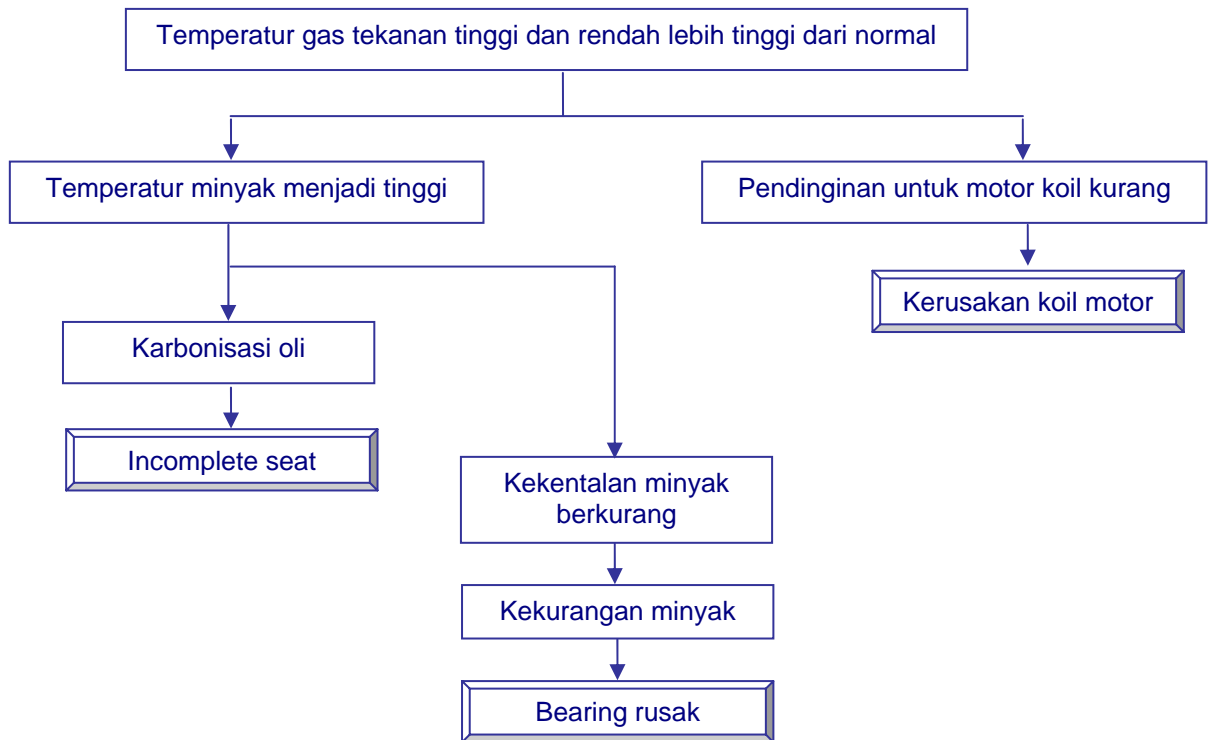 Temperatur gas tekanan tinggi dan rendah lebih tinggi dari normal
Temperatur minyak menjadi tinggi
Pendinginan untuk motor koil kurang
Kerusakan koil motor
Karbonisasi oli
Incomplete seat
Kekentalan minyak
berkurang
Kekurangan minyak
Bearing rusak